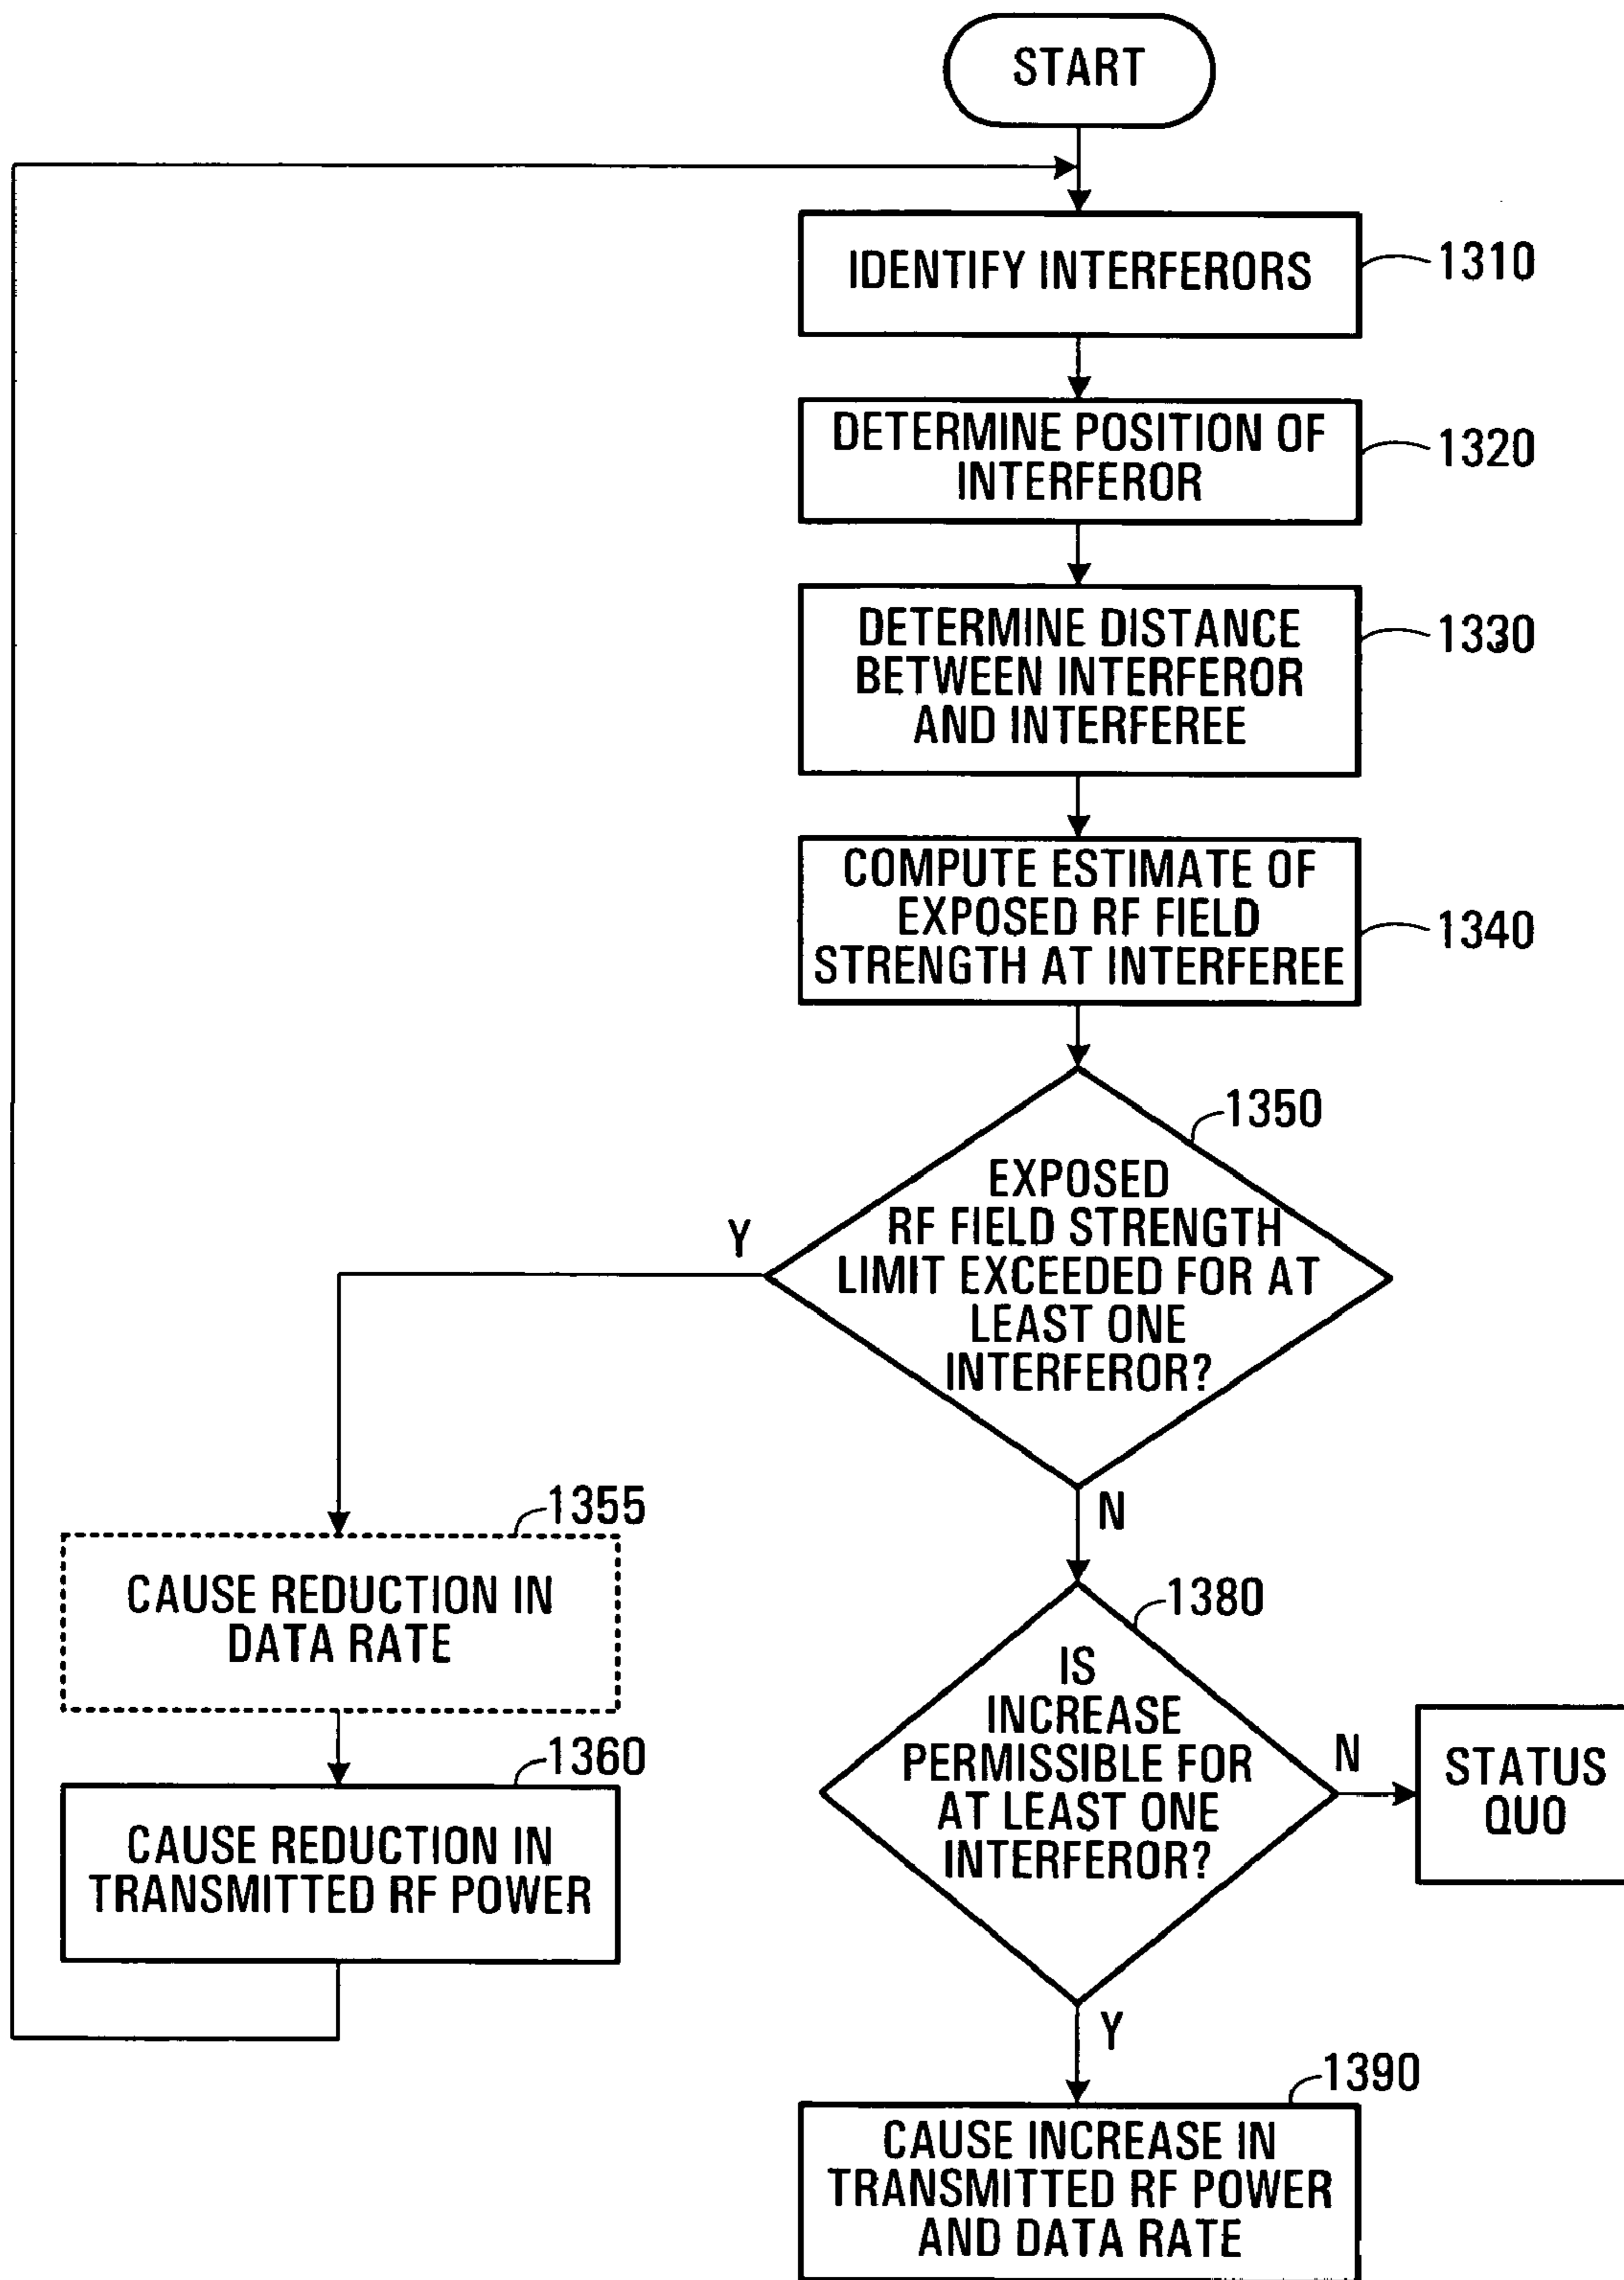 START
IDENTIFY INTERFERORS
1310
DETERMINE POSITION OF
INTERFEROR
1320
DETERMINE DISTANCE
BETWEEN INTERFEROR
AND INTERFEREE
1330
COMPUTE ESTIMATE OF
EXPOSED RF FIELD
STRENGTH AT INTERFEREE
1340
1350
EXPOSED
RF FIELD STRENGTH
LIMIT EXCEEDED FOR AT
LEAST ONE
INTERFEROR?
Y
N
1355
CAUSE REDUCTION IN
DATA RATE
1360
CAUSE REDUCTION IN
TRANSMITTED RF POWER
1380
IS
INCREASE
PERMISSIBLE FOR
AT LEAST ONE
INTERFEROR?
N
STATUS
QUO
Y
1390
CAUSE INCREASE IN
TRANSMITTED RF POWER
AND DATA RATE